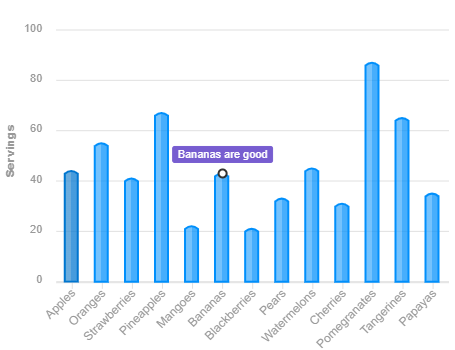 100
80
60
40
20
0
Servings
Bananas are good
Apples
Oranges
Strawberries
Pineapples
Mangoes
Bananas
Blackberries
Pears
Watermelons
Cherries
Pomegranates
Tangerines
Papayas